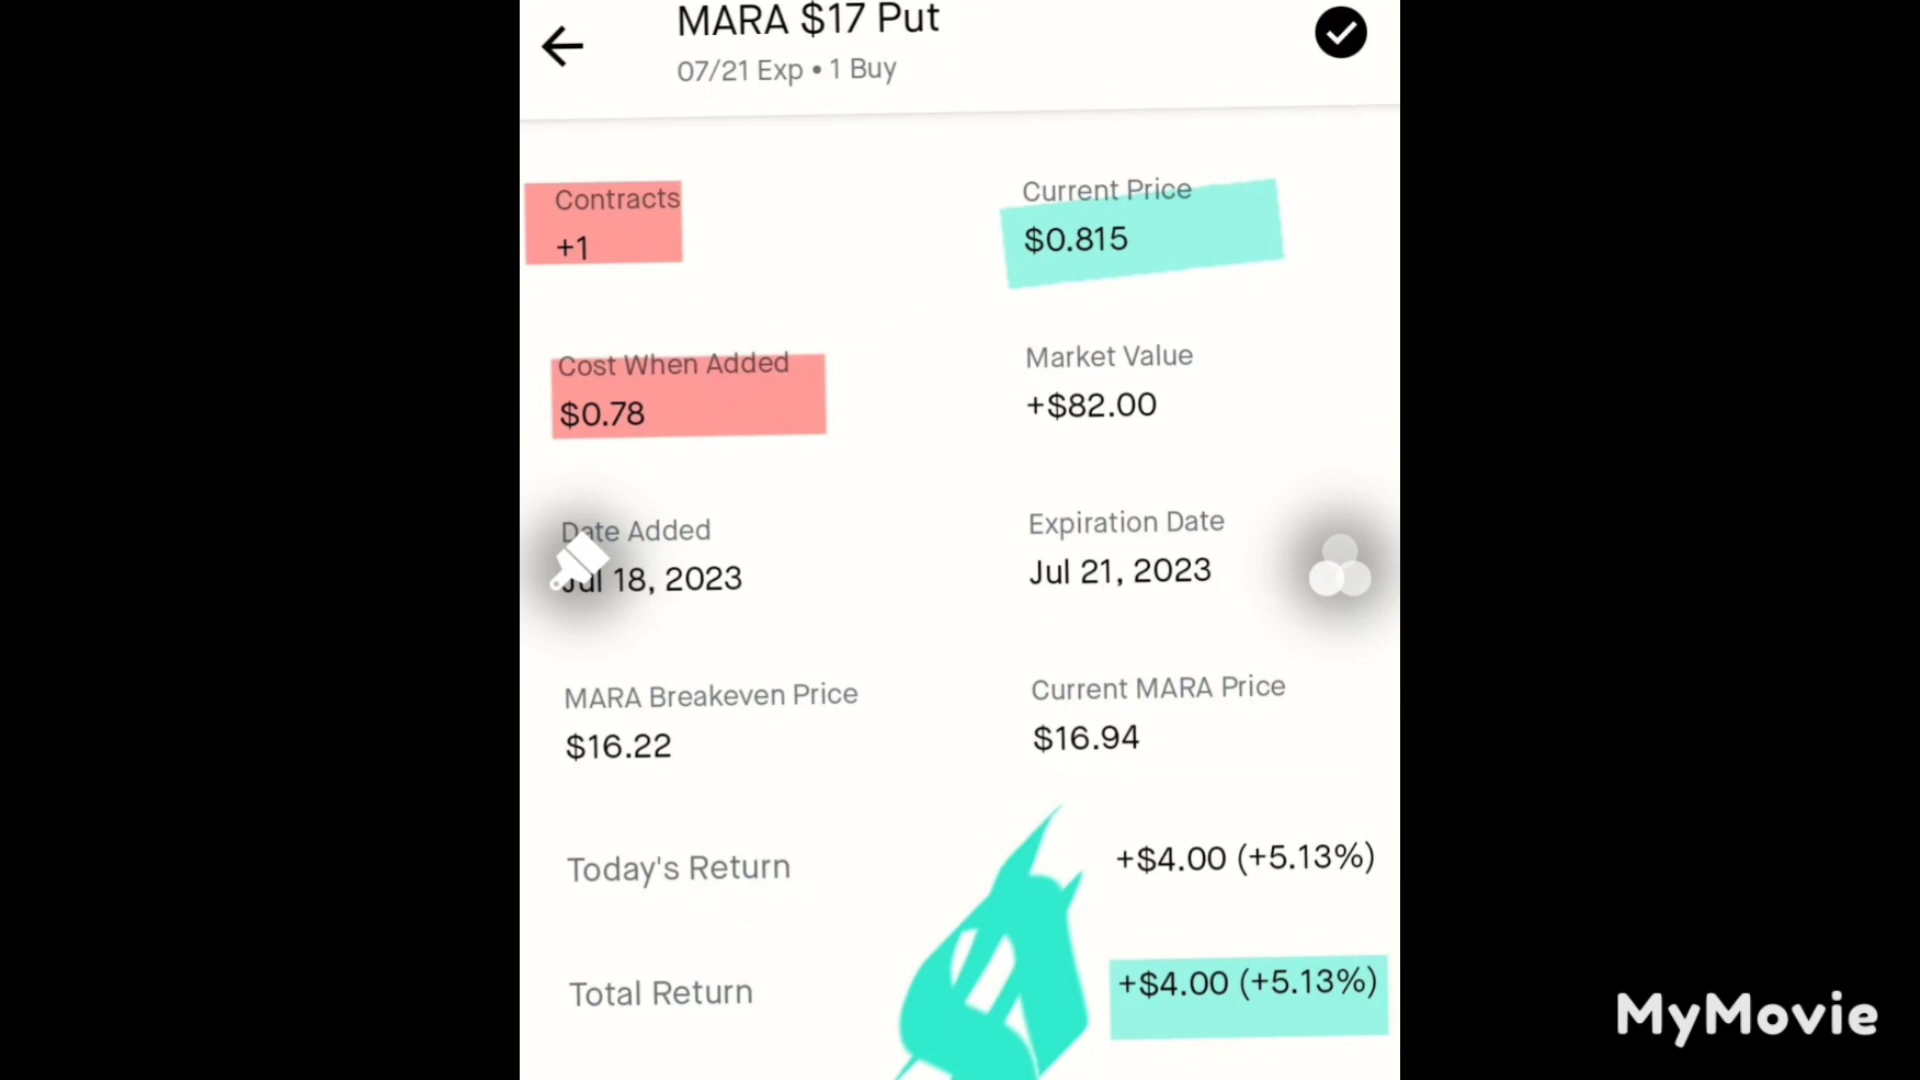 MARA $17 Put
07/21 Exp • 1 Buy
Contracts
+1
Current Price
$0.815
Cost When Added
$0.78
Market Value
+$82.00
Date Added
Jul 18, 2023
Expiration Date
Jul 21, 2023
MARA Breakeven Price
$16.22
Current MARA Price
$16.94
Today's Return
+$4.00 (+5.13%)
Total Return
+$4.00 (+5.13%)
MyMovie